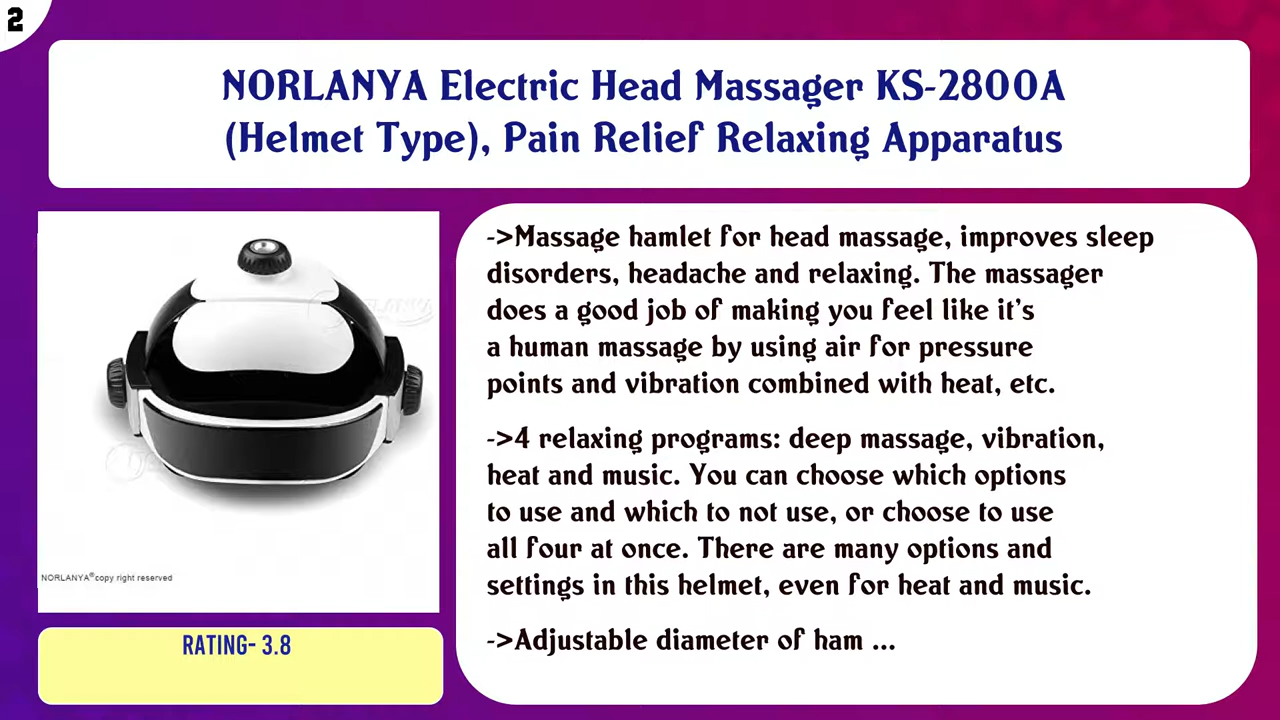 2
NORLANYA Electric Head Massager KS-2800A
(Helmet Type), Pain Relief Relaxing Apparatus
->Massage hamlet for head massage, improves sleep
disorders, headache and relaxing. The massager
does a good job of making you feel like it's
a human massage by using air for pressure
points and vibration combined with heat, etc.
->4 relaxing programs: deep massage, vibration,
heat and music. You can choose which options
to use and which to not use, or choose to use
all four at once. There are many options and
settings in this helmet, even for heat and music.
->Adjustable diameter of ham ...
NORLANYA®copy right reserved
RATING- 3.8